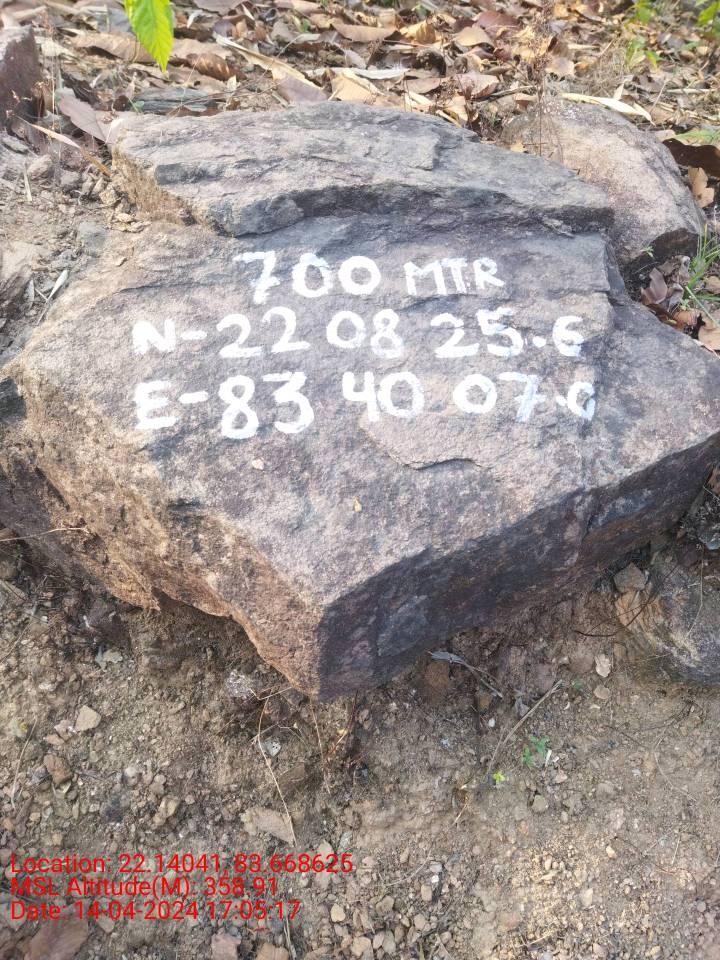 700 MTR
N-22 08 25.6
E-83 40 07.0
Location: 22.14041, 83.668625
MSL Altitude(M): 358.91
Date: 14-04-2024 17:05:17